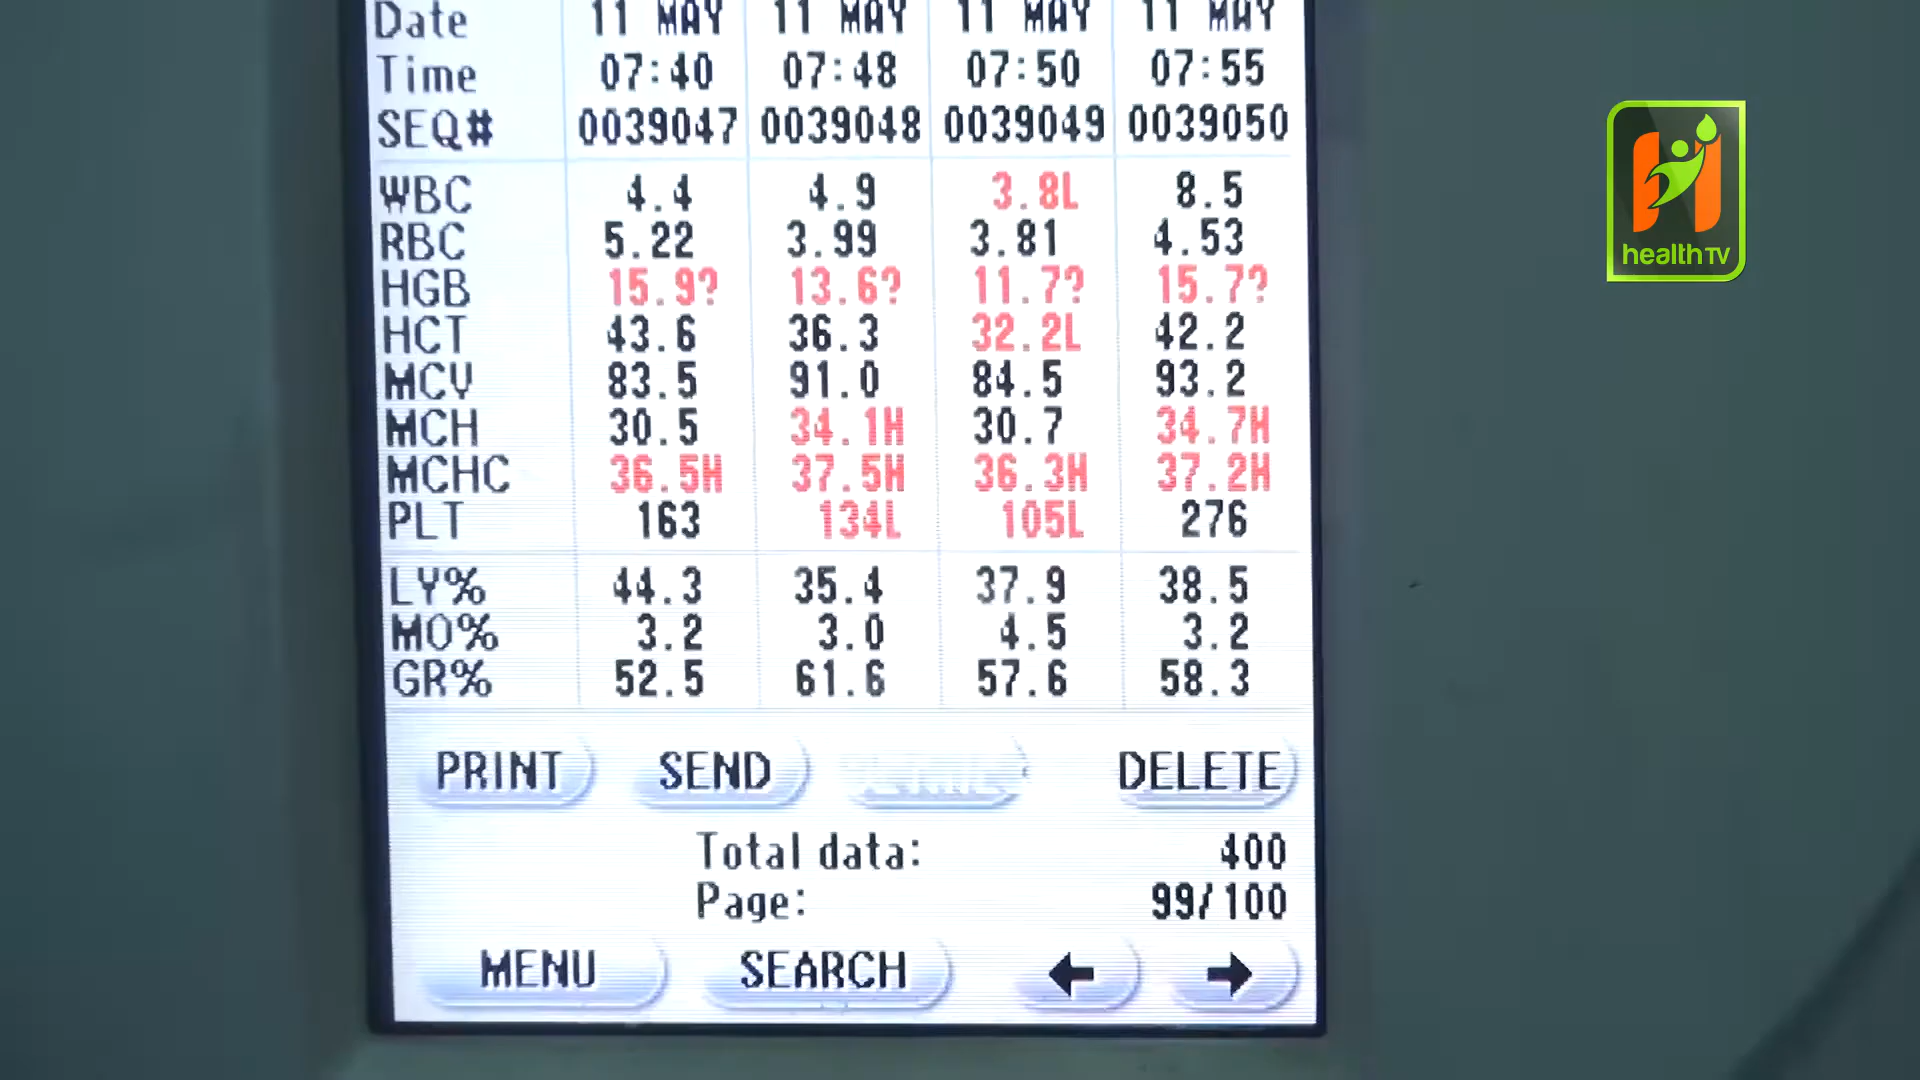 Date 11 MAY 11 MAY 11 MAY 11 MAY
Time 07:40 07:48 07:50 07:55
SEQ# 0039047 0039048 0039049 0039050
WBC 4.4 4.9 3.8L 8.5
RBC 5.22 3.99 3.81 4.53
HGB 15.9? 13.6? 11.7? 15.7?
HCT 43.6 36.3 32.2L 42.2
MCV 83.5 91.0 84.5 93.2
MCH 30.5 34.1H 30.7 34.7H
MCHC 36.5H 37.5H 36.3H 37.2H
PLT 163 134L 105L 276
LY% 44.3 35.4 37.9 38.5
MO% 3.2 3.0 4.5 3.2
GR% 52.5 61.6 57.6 58.3
PRINT SEND DELETE
Total data: 400
Page: 99/100
MENU SEARCH ← →
health TV